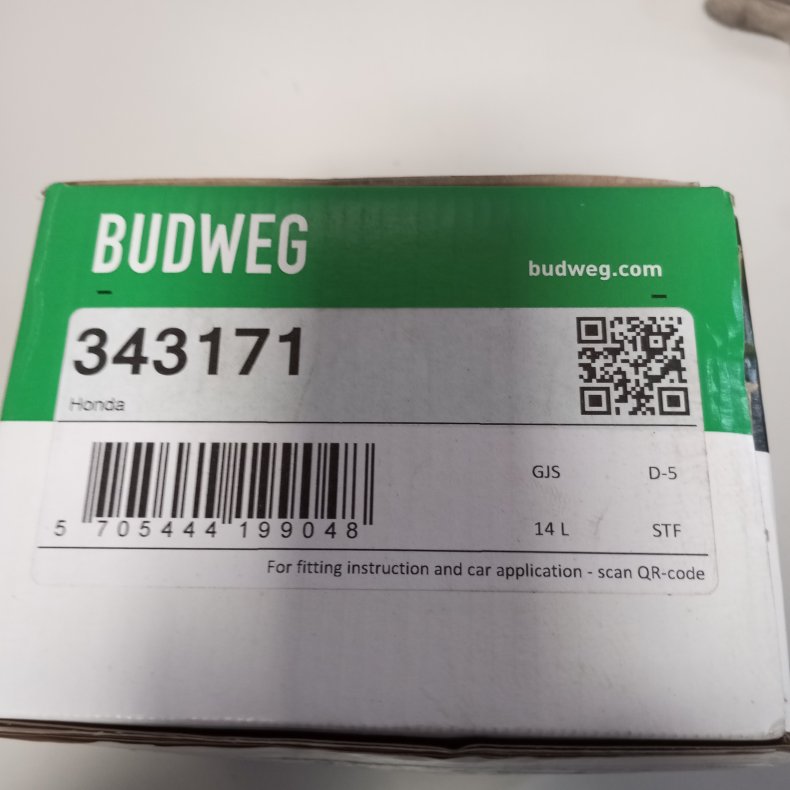 BUDWEG
budweg.com
343171
Honda
GJS D-5
5 705444 199048
14 L STF
For fitting instruction and car application - scan QR-code